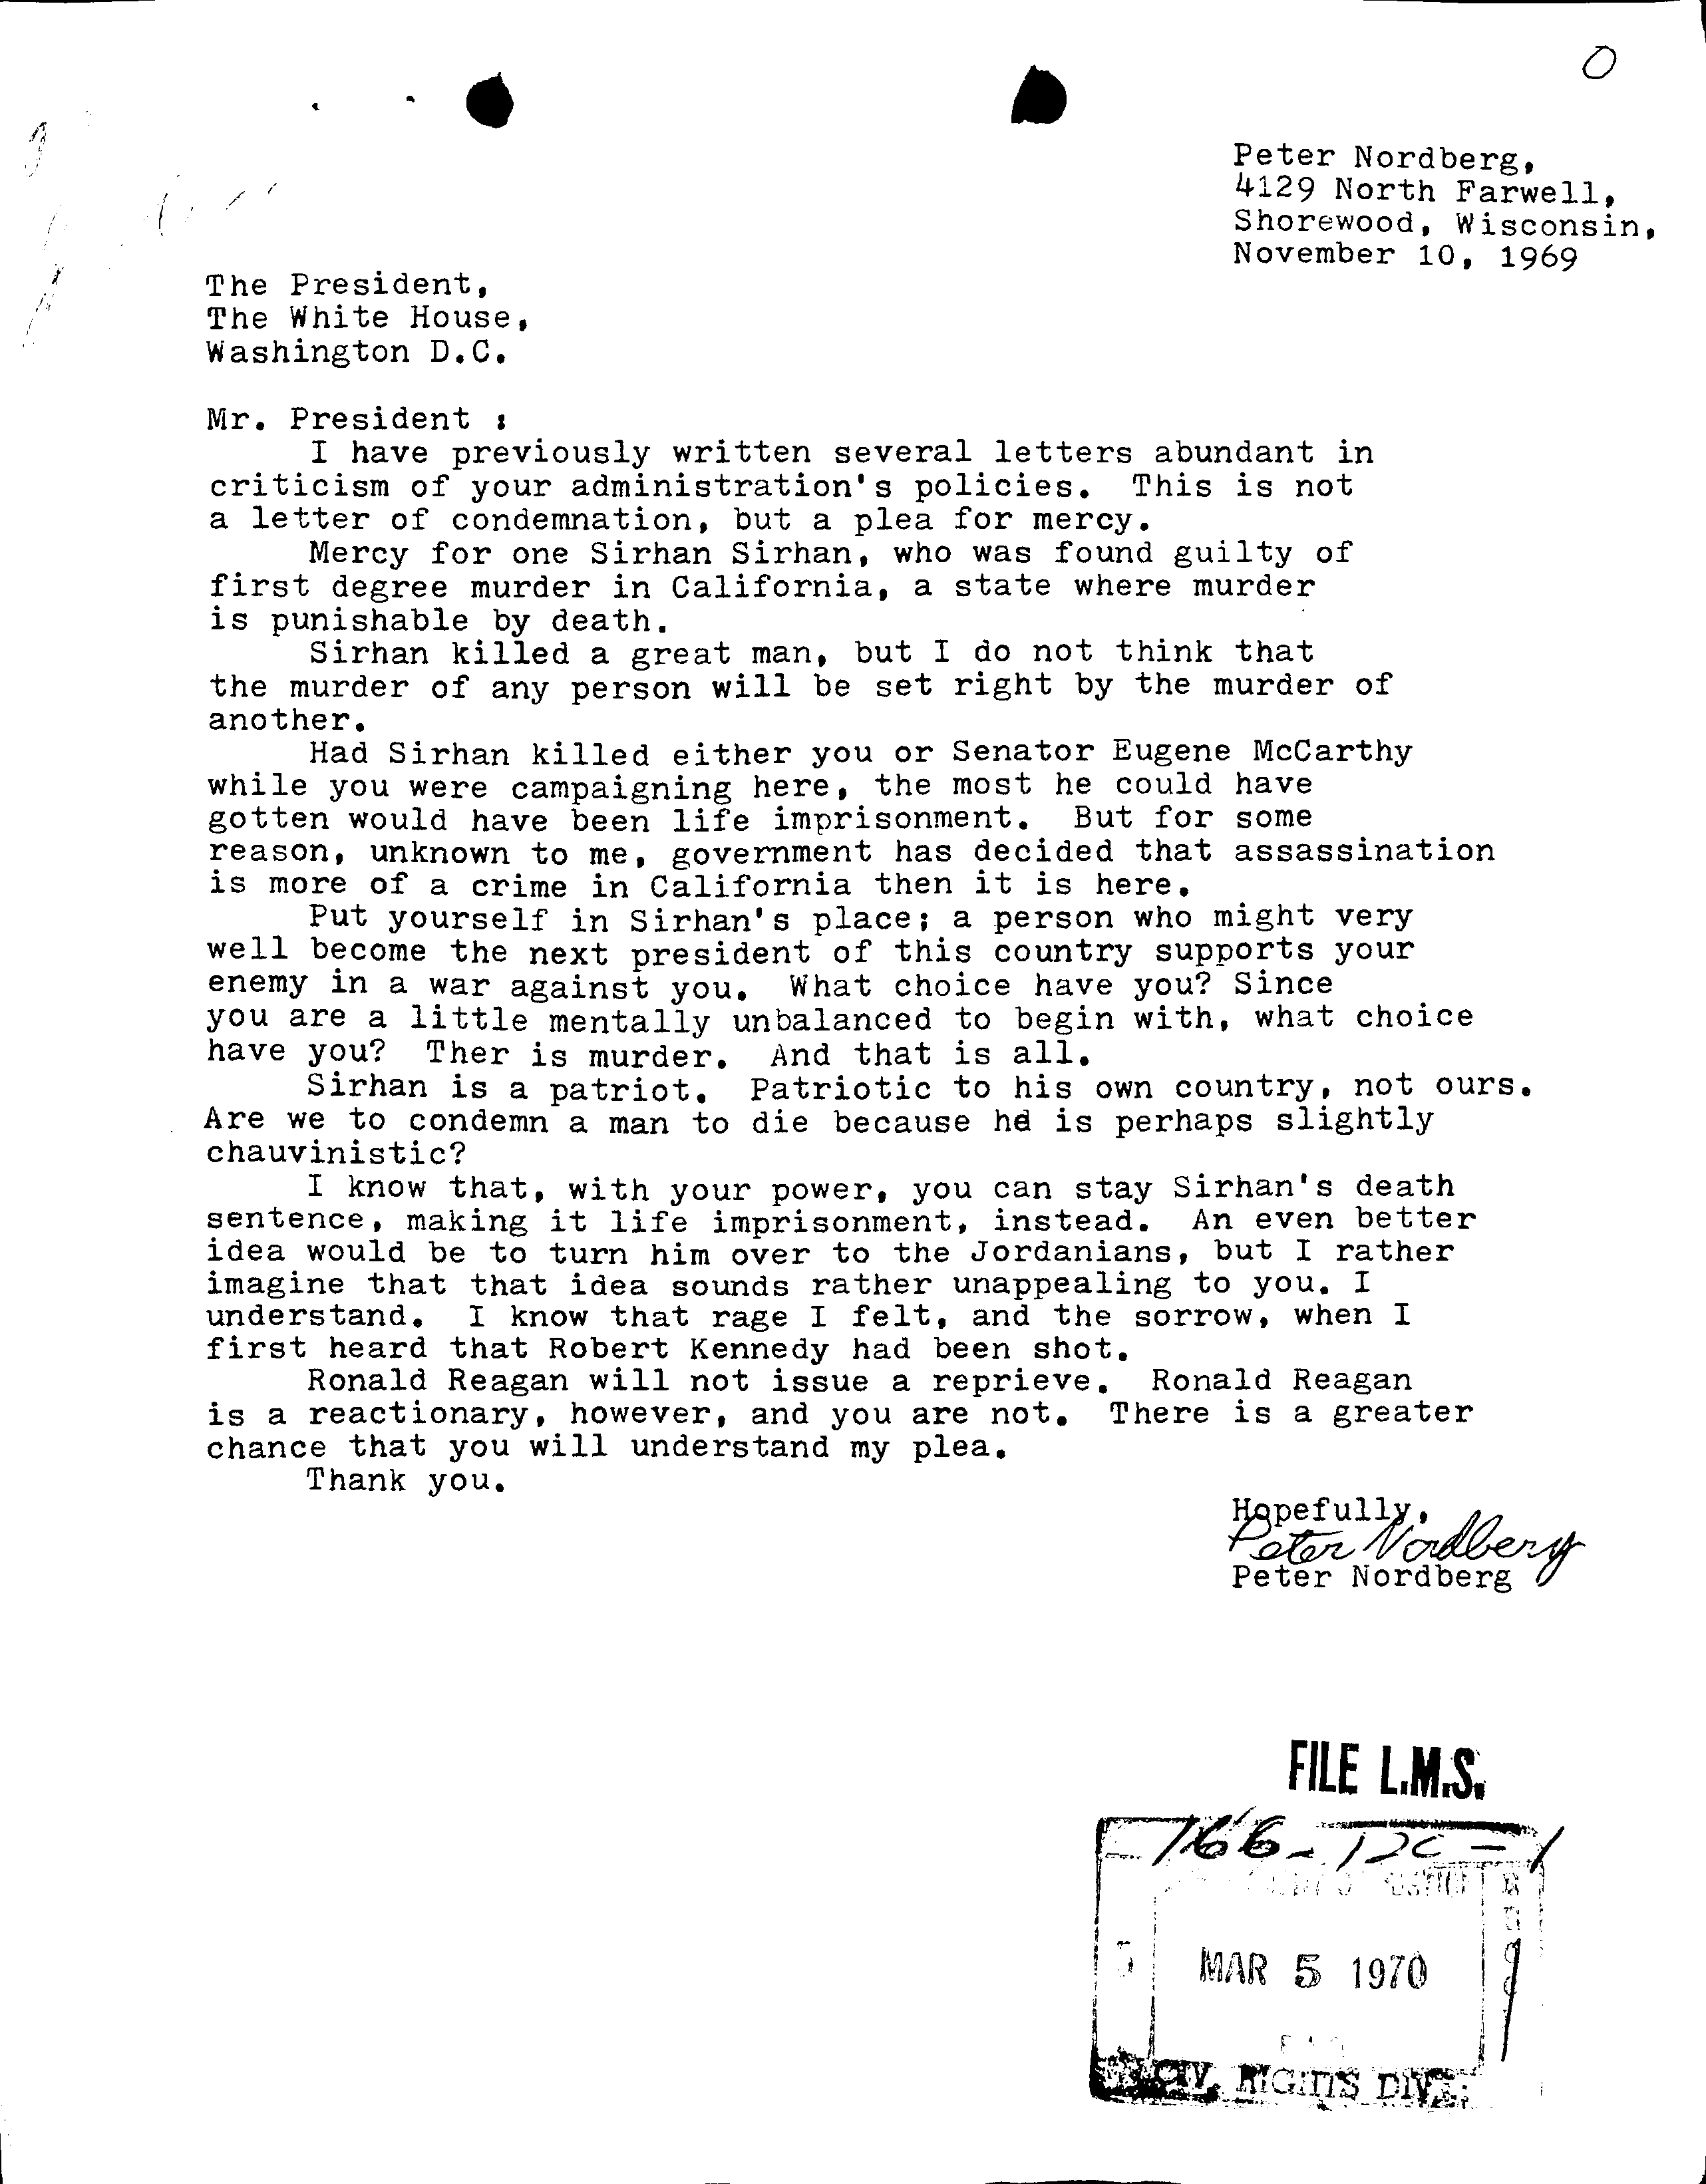 O
Peter Nordberg,
4129 North Farwell,
Shorewood, Wisconsin,
November 10, 1969
The President,
The White House,
Washington D.C.
Mr. President :
I have previously written several letters abundant in
criticism of your administration's policies. This is not
a letter of condemnation, but a plea for mercy.
Mercy for one Sirhan Sirhan, who was found guilty of
first degree murder in California, a state where murder
is punishable by death.
Sirhan killed a great man, but I do not think that
the murder of any person will be set right by the murder of
another.
Had Sirhan killed either you or Senator Eugene McCarthy
while you were campaigning here, the most he could have
gotten would have been life imprisonment. But for some
reason, unknown to me, government has decided that assassination
is more of a crime in California then it is here.
Put yourself in Sirhan's place; a person who might very
well become the next president of this country supports your
enemy in a war against you. What choice have you? Since
you are a little mentally unbalanced to begin with, what choice
have you? Ther is murder. And that is all.
Sirhan is a patriot. Patriotic to his own country, not ours.
Are we to condemn a man to die because he is perhaps slightly
chauvinistic?
I know that, with your power, you can stay Sirhan's death
sentence, making it life imprisonment, instead. An even better
idea would be to turn him over to the Jordanians, but I rather
imagine that that idea sounds rather unappealing to you. I
understand. I know that rage I felt, and the sorrow, when I
first heard that Robert Kennedy had been shot.
Ronald Reagan will not issue a reprieve. Ronald Reagan
is a reactionary, however, and you are not. There is a greater
chance that you will understand my plea.
Thank you.
Hopefully,
Peter Nordberg
Peter Nordberg
FILE L.M.S.
166-12C-1
MAR 5 1970
CIV. RIGHTS DIV.